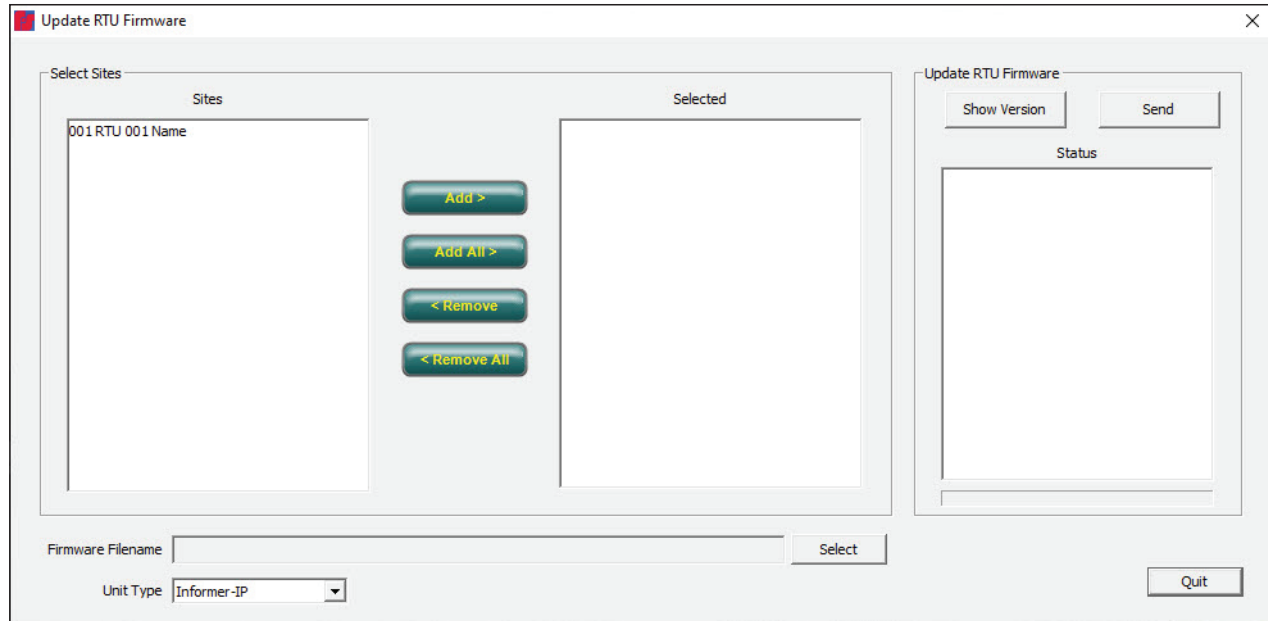 Update RTU Firmware
Select Sites
Sites
Selected
001 RTU 001 Name
Add >
Add All >
< Remove
< Remove All
Update RTU Firmware
Show Version
Send
Status
Firmware Filename
Select
Unit Type
Informer-IP
Quit